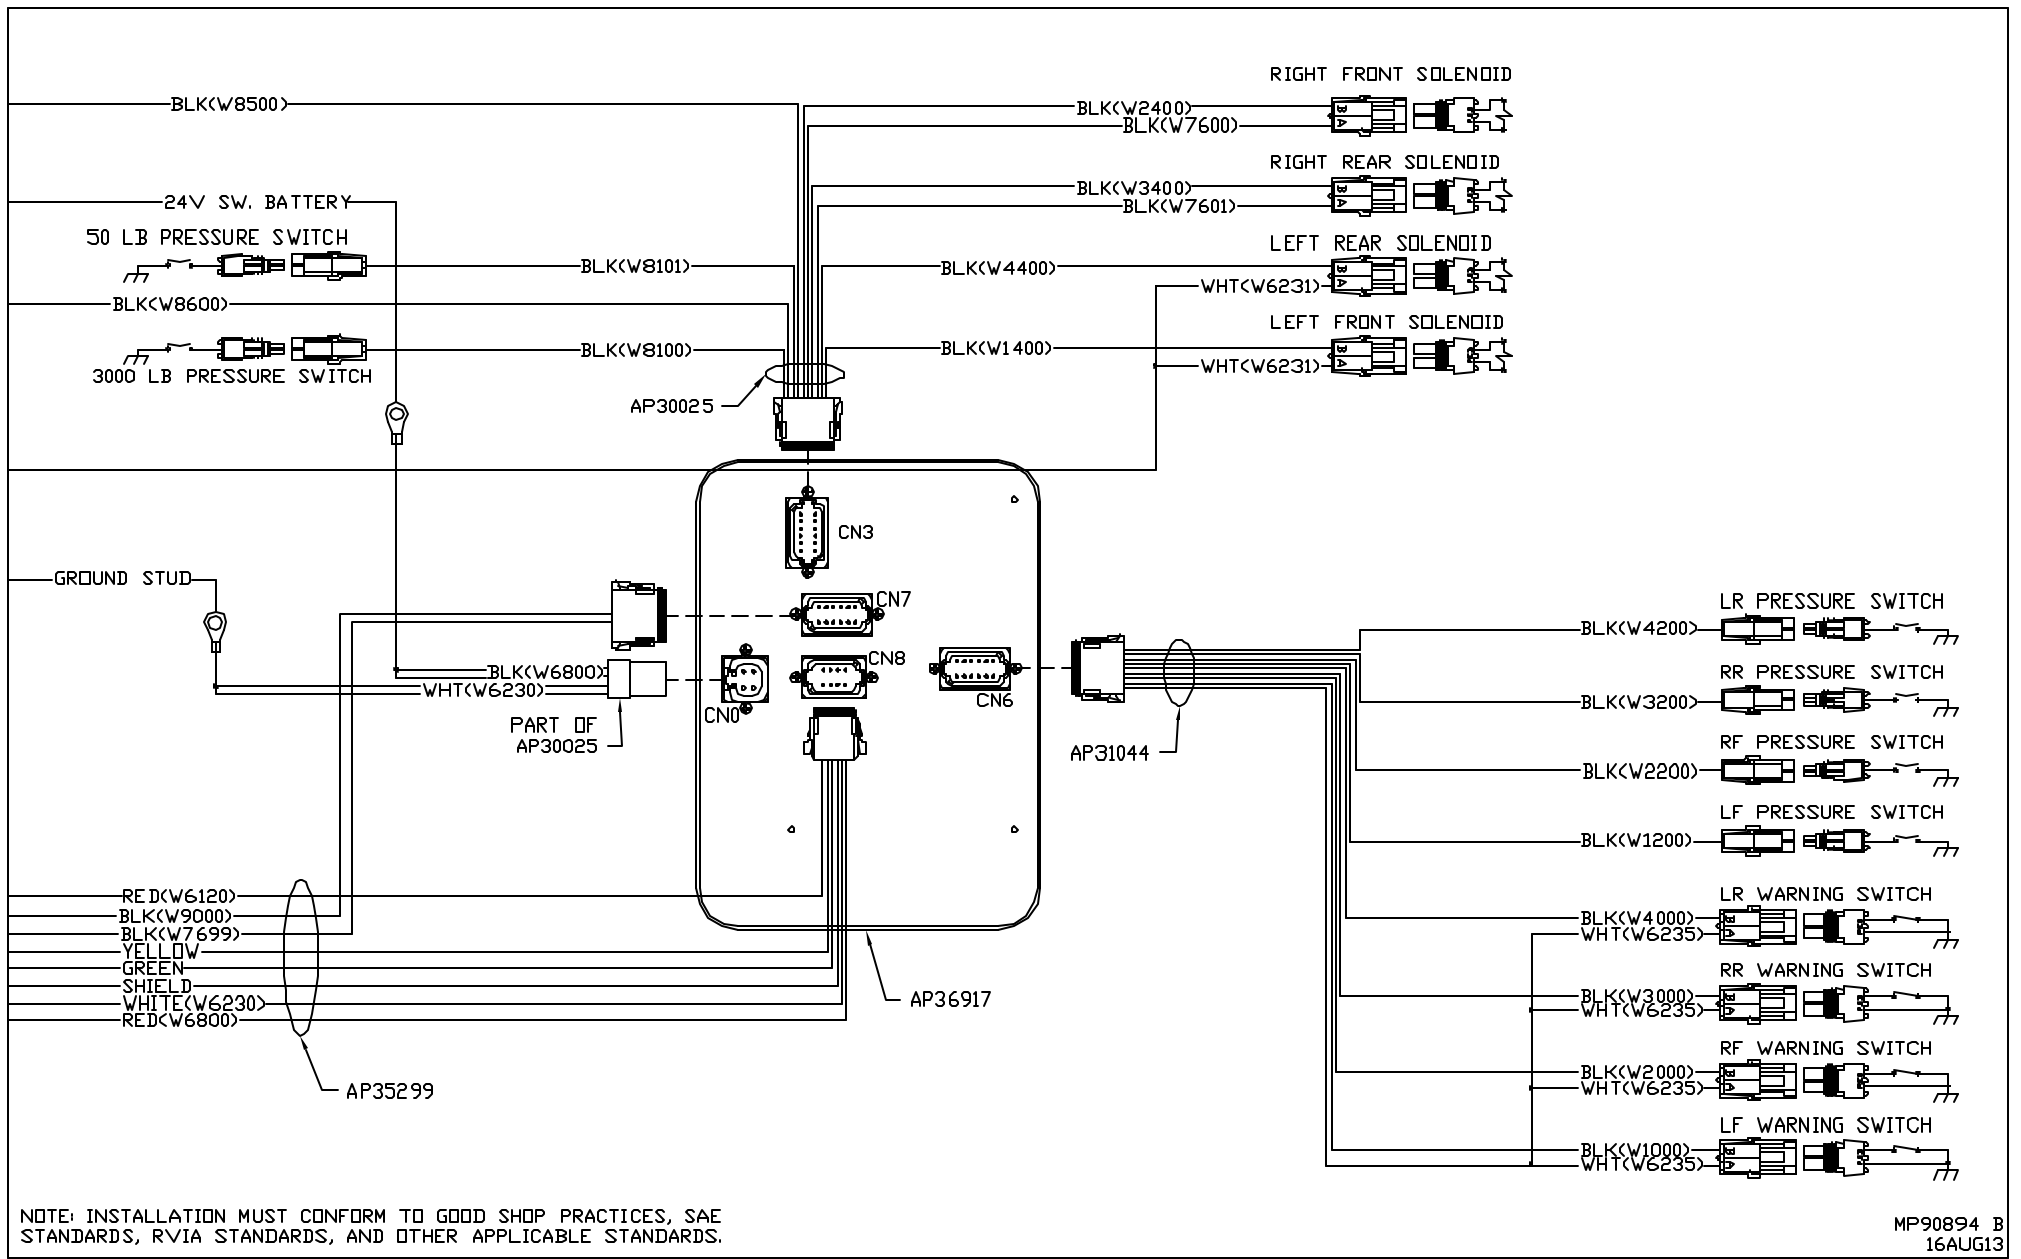 RIGHT FRONT SOLENOID
BLK(W8500)
BLK(W2400)
B
A
BLK(W7600)
RIGHT REAR SOLENOID
24V SW. BATTERY
BLK(W3400)
B
A
BLK(W7601)
50 LB PRESSURE SWITCH
LEFT REAR SOLENOID
BLK(W8101)
BLK(W4400)
B
A
WHT(W6231)
BLK(W8600)
LEFT FRONT SOLENOID
BLK(W8100)
BLK(W1400)
B
A
WHT(W6231)
3000 LB PRESSURE SWITCH
AP30025
CN3
GROUND STUD
CN7
LR PRESSURE SWITCH
BLK(W4200)
CN8
BLK(W6800)
WHT(W6230)
CN6
RR PRESSURE SWITCH
BLK(W3200)
CN0
PART OF
AP30025
AP31044
RF PRESSURE SWITCH
BLK(W2200)
LF PRESSURE SWITCH
BLK(W1200)
RED(W6120)
BLK(W9000)
BLK(W7699)
YELLOW
GREEN
SHIELD
WHITE(W6230)
RED(W6800)
LR WARNING SWITCH
BLK(W4000)
B
A
WHT(W6235)
AP36917
RR WARNING SWITCH
BLK(W3000)
B
A
WHT(W6235)
RF WARNING SWITCH
BLK(W2000)
B
A
WHT(W6235)
AP35299
LF WARNING SWITCH
BLK(W1000)
B
A
WHT(W6235)
NOTE: INSTALLATION MUST CONFORM TO GOOD SHOP PRACTICES, SAE
STANDARDS, RVIA STANDARDS, AND OTHER APPLICABLE STANDARDS.
MP90894 B
16AUG13